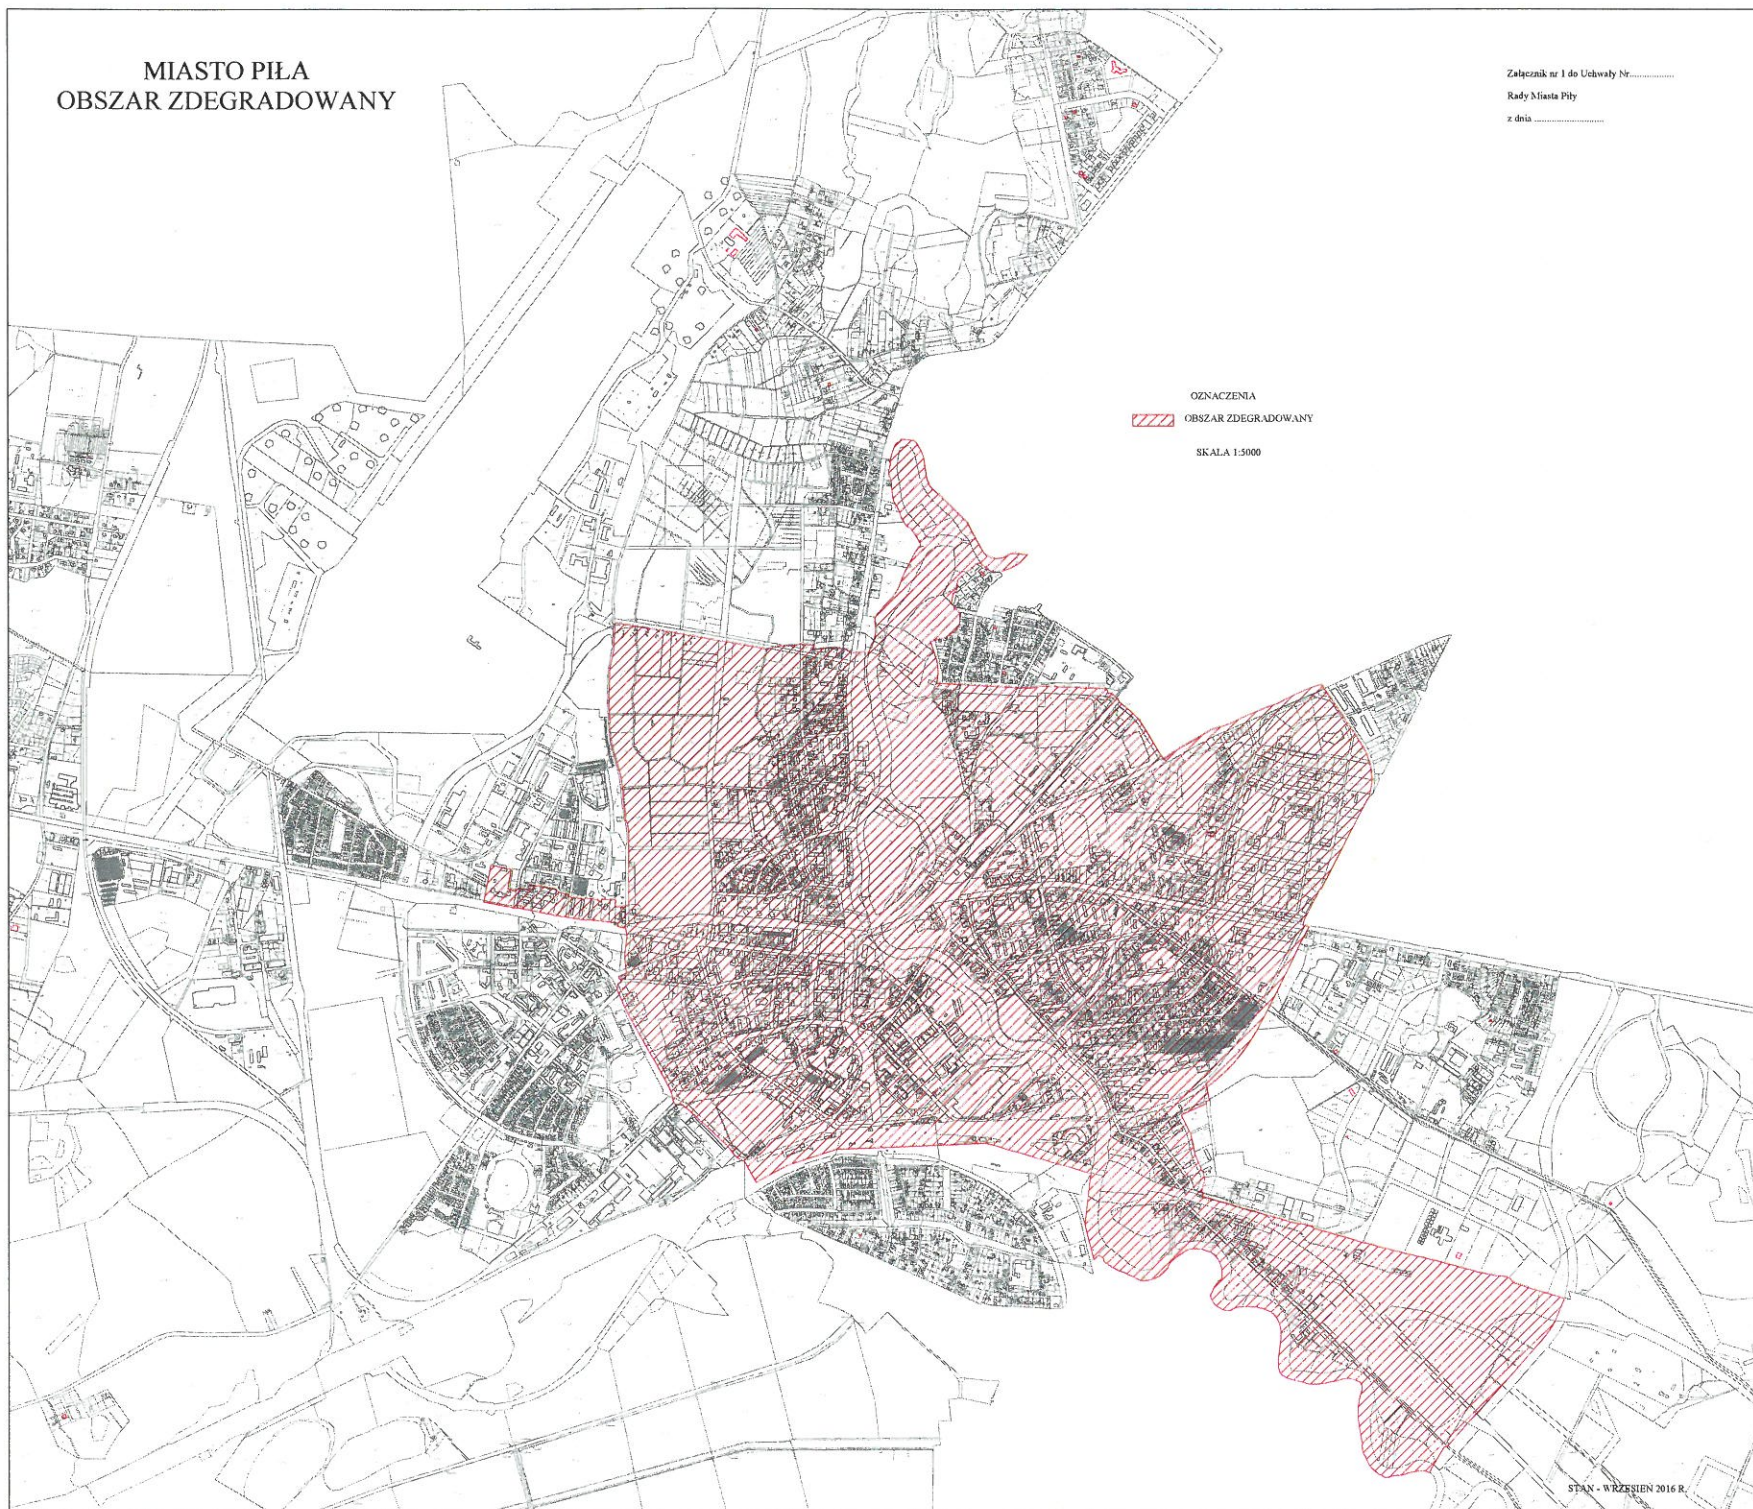 MIASTO PIŁA
OBSZAR ZDEGRADOWANY
Załącznik nr 1 do Uchwały Nr.................
Rady Miasta Piły
z dnia ...........................
OZNACZENIA
OBSZAR ZDEGRADOWANY
SKALA 1:5000
STAN - WRZESIEŃ 2016 R.